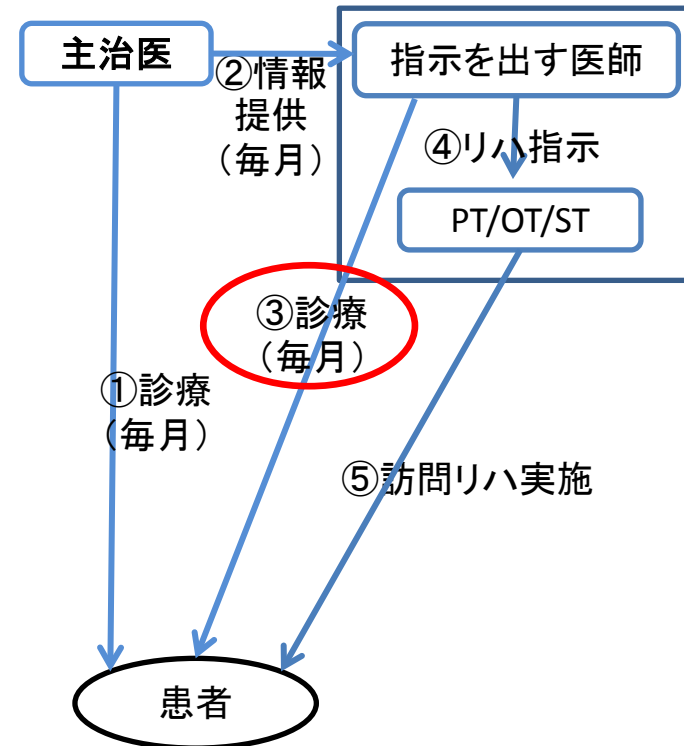 主治医
指示を出す医師
②情報
提供
（毎月）
④リハ指示
PT/OT/ST
③診療
（毎月）
①診療
（毎月）
⑤訪問リハ実施
患者